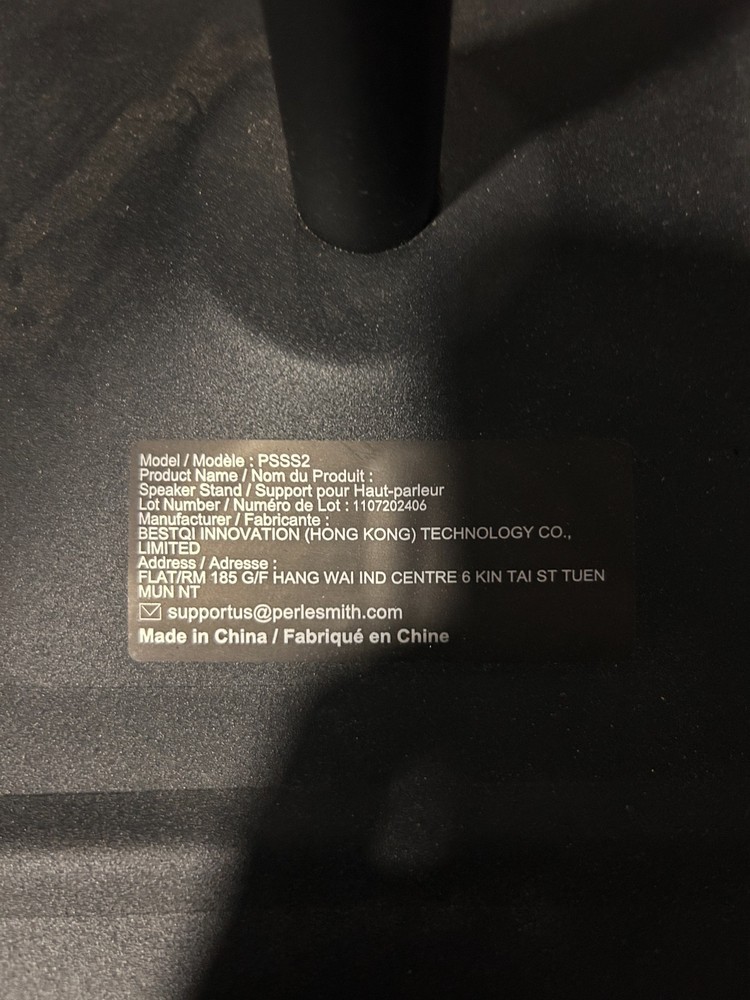 Model / Modèle : PSSS2
Product Name / Nom du Produit :
Speaker Stand / Support pour Haut-parleur
Lot Number / Numéro de Lot : 1107202406
Manufacturer / Fabricante :
BESTQI INNOVATION (HONG KONG) TECHNOLOGY CO.,
LIMITED
Address / Adresse :
FLAT/RM 185 G/F HANG WAI IND CENTRE 6 KIN TAI ST TUEN
MUN NT
supportus@perlesmith.com
Made in China / Fabriqué en Chine